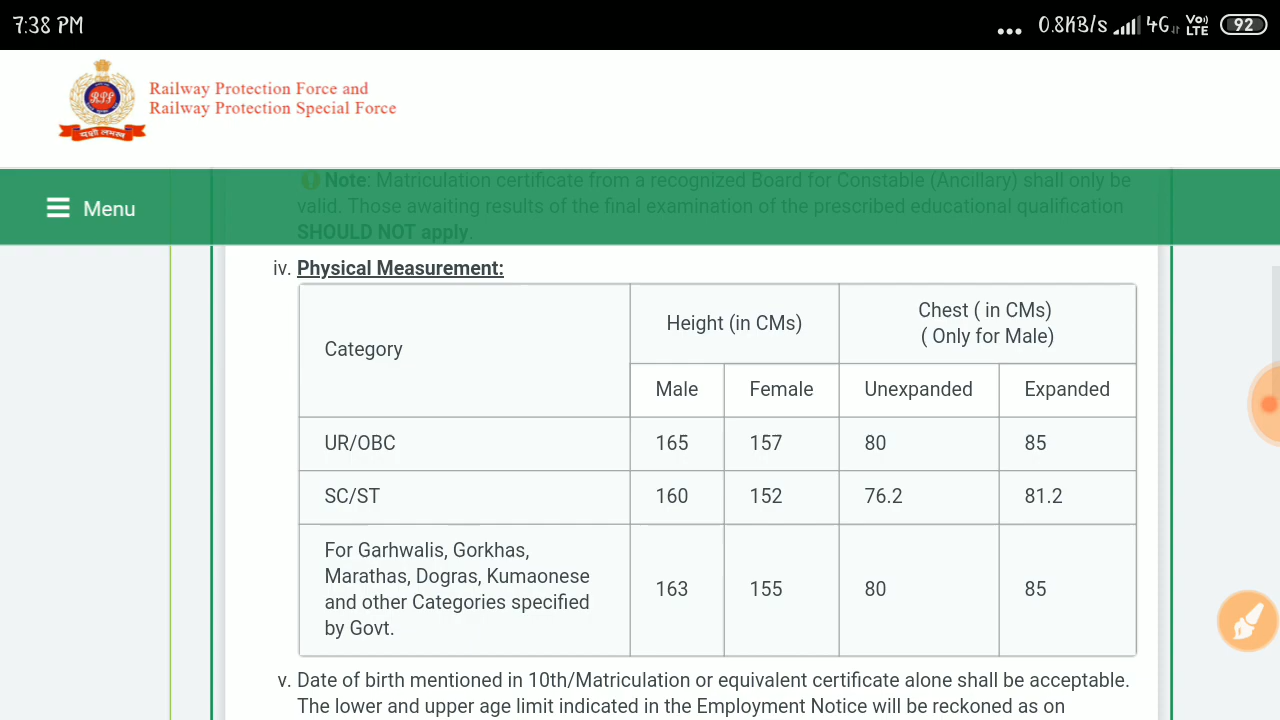 7:38 PM
... 0.8KB/s 4G Vo) LTE 92
RPF
यशो लभस्व
Railway Protection Force and
Railway Protection Special Force
Menu
Note: Matriculation certificate from a recognized Board for Constable (Ancillary) shall only be
valid. Those awaiting results of the final examination of the prescribed educational qualification
SHOULD NOT apply.
iv. Physical Measurement:
Category Height (in CMs) Chest ( in CMs)
( Only for Male)
Male Female Unexpanded Expanded
UR/OBC 165 157 80 85
SC/ST 160 152 76.2 81.2
For Garhwalis, Gorkhas,
Marathas, Dogras, Kumaonese
and other Categories specified
by Govt. 163 155 80 85
v. Date of birth mentioned in 10th/Matriculation or equivalent certificate alone shall be acceptable.
The lower and upper age limit indicated in the Employment Notice will be reckoned as on